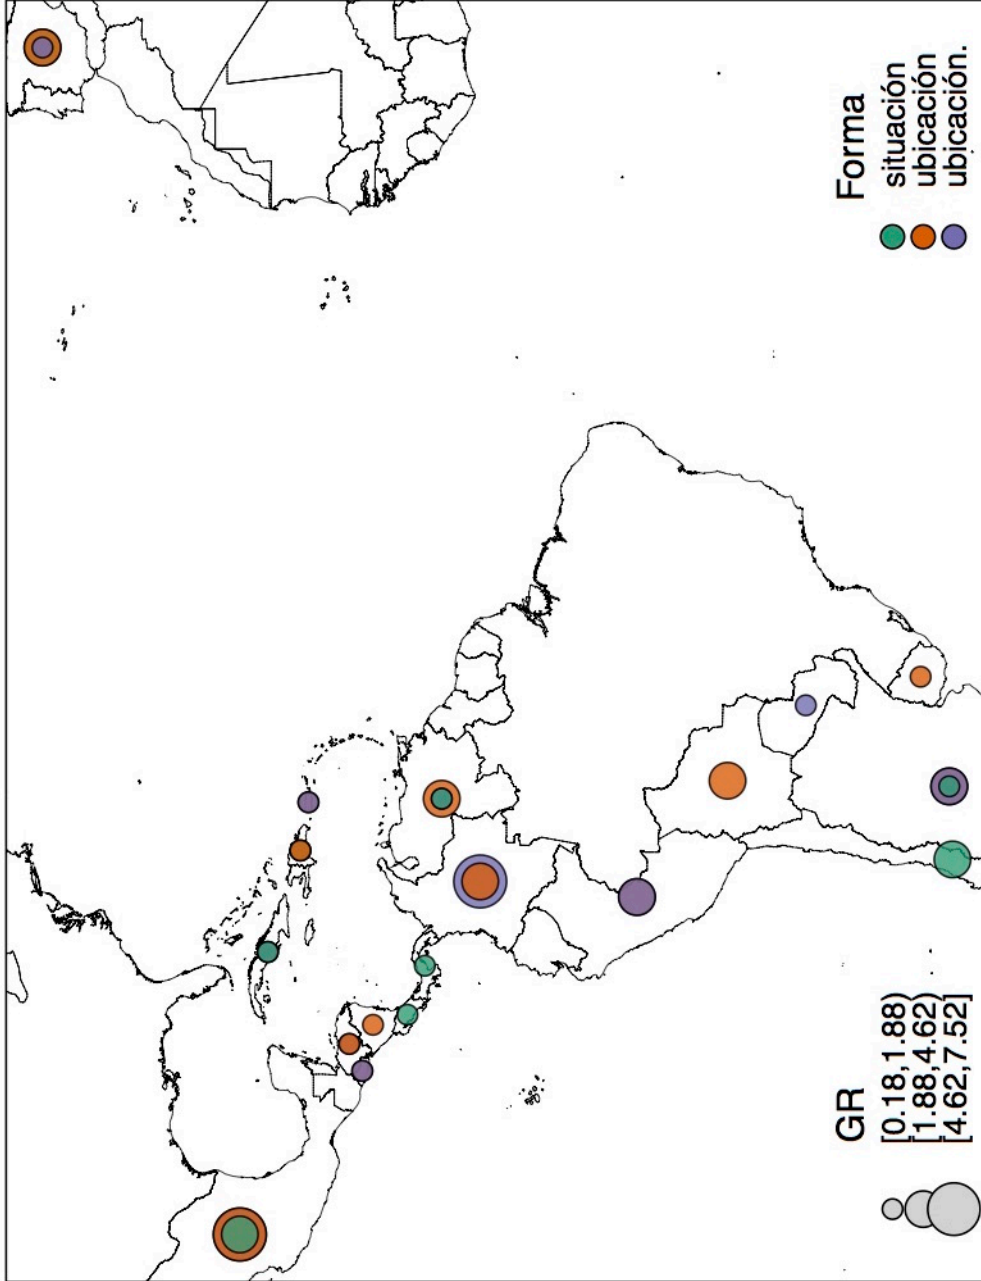 GR
[0.18,1.88)
[1.88,4.62)
[4.62,7.52]
Forma
situación
ubicación
ubicación.